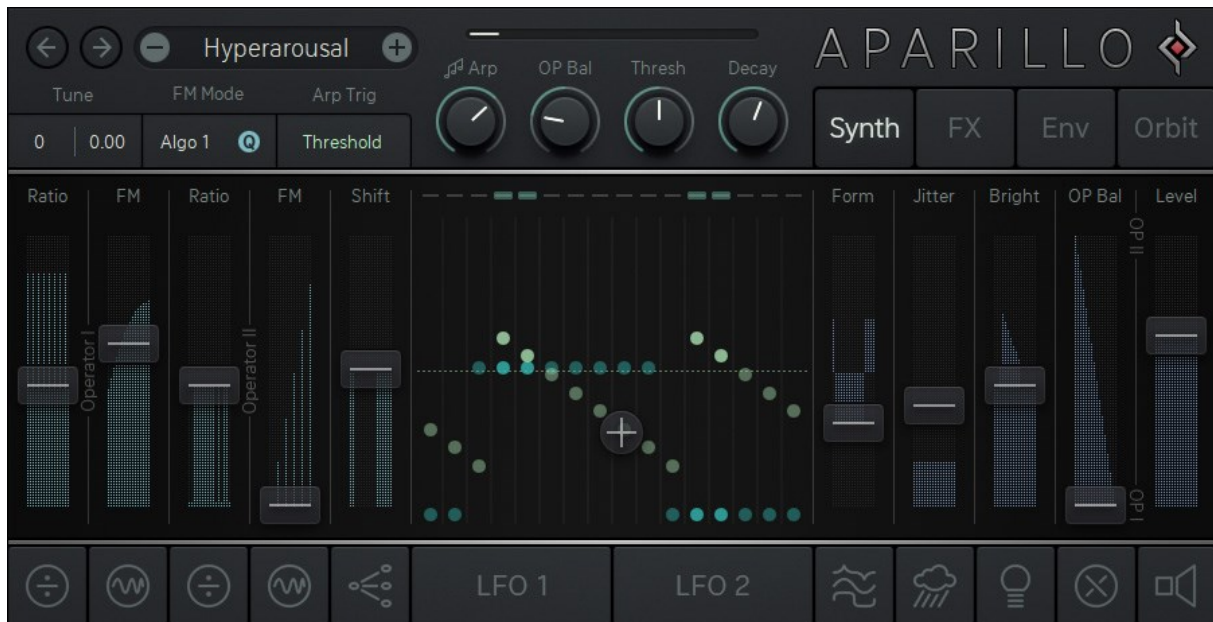 Hyperarousal
APARILLO
Arp OP Bal Thresh Decay
Tune FM Mode Arp Trig
0 0.00 Algo 1 Q Threshold
Synth FX Env Orbit
Ratio FM Ratio FM Shift Form Jitter Bright OP Bal Level
OP II
Operator I
Operator II
OP I
LFO 1 LFO 2